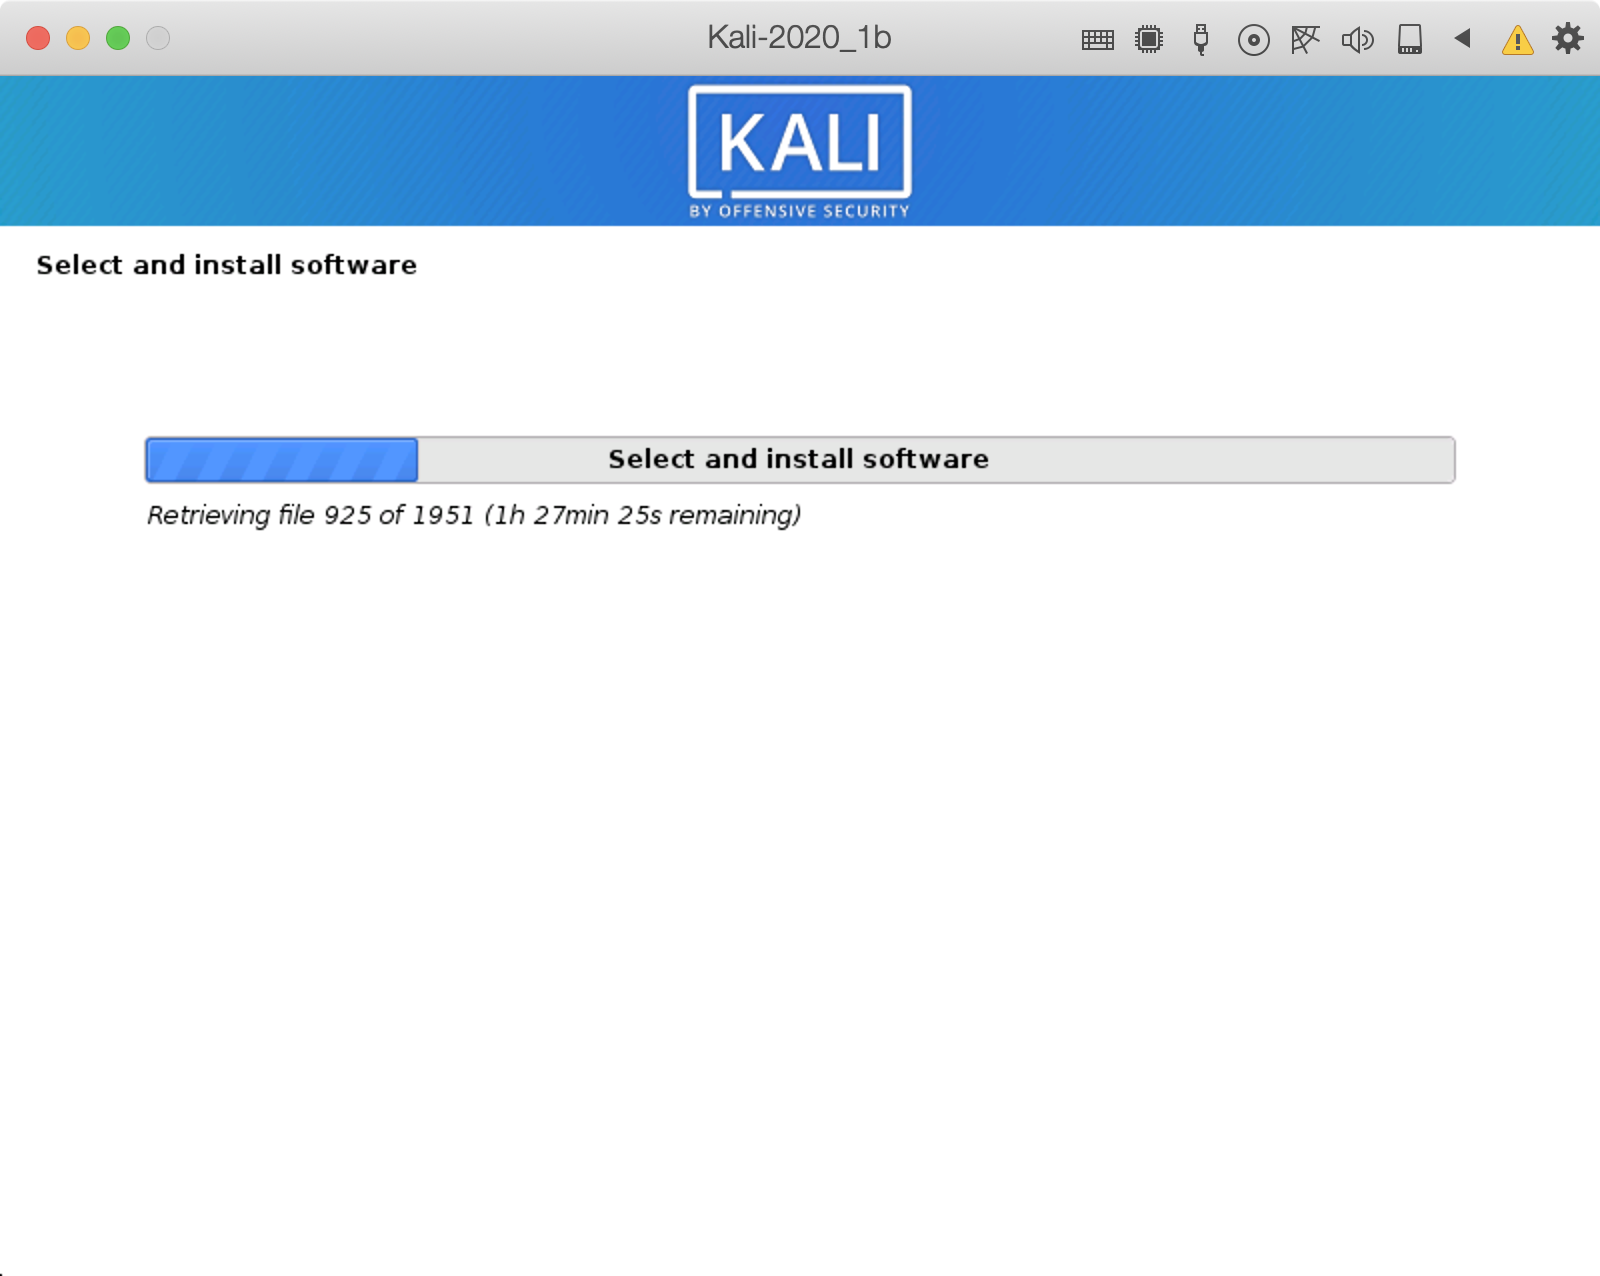 Kali-2020_1b
KALI
BY OFFENSIVE SECURITY
Select and install software
Select and install software
Retrieving file 925 of 1951 (1h 27min 25s remaining)